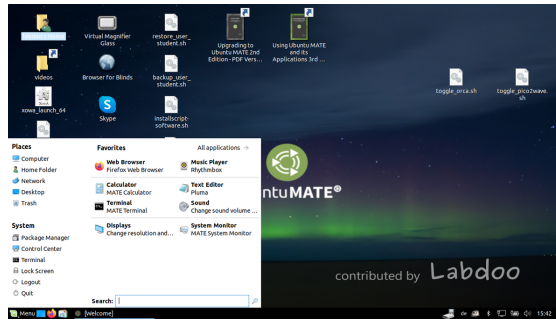 Virtual Magnifier
Glass
restore_user_
student.sh
Upgrading to
Ubuntu MATE 2nd
Edition - PDF Vers...
Using Ubuntu MATE
and its
Applications 3rd ...
videos
Browser for Blinds
backup_user_
student.sh
toggle_orca.sh
toggle_pico2wave.
sh
xowa_launch_64
Skype
installscript-
software.sh
Places
Computer
Home Folder
Network
Desktop
Trash
System
Package Manager
Control Center
Terminal
Lock Screen
Logout
Quit
Favorites
All applications
Web Browser
Firefox Web Browser
Music Player
Rhythmbox
Calculator
MATE Calculator
Text Editor
Pluma
Terminal
MATE Terminal
Sound
Change sound volume ...
Displays
Change resolution and...
System Monitor
MATE System Monitor
Search:
ntu MATE®
contributed by Labdoo
Menu
[Welcome]
de
15:42